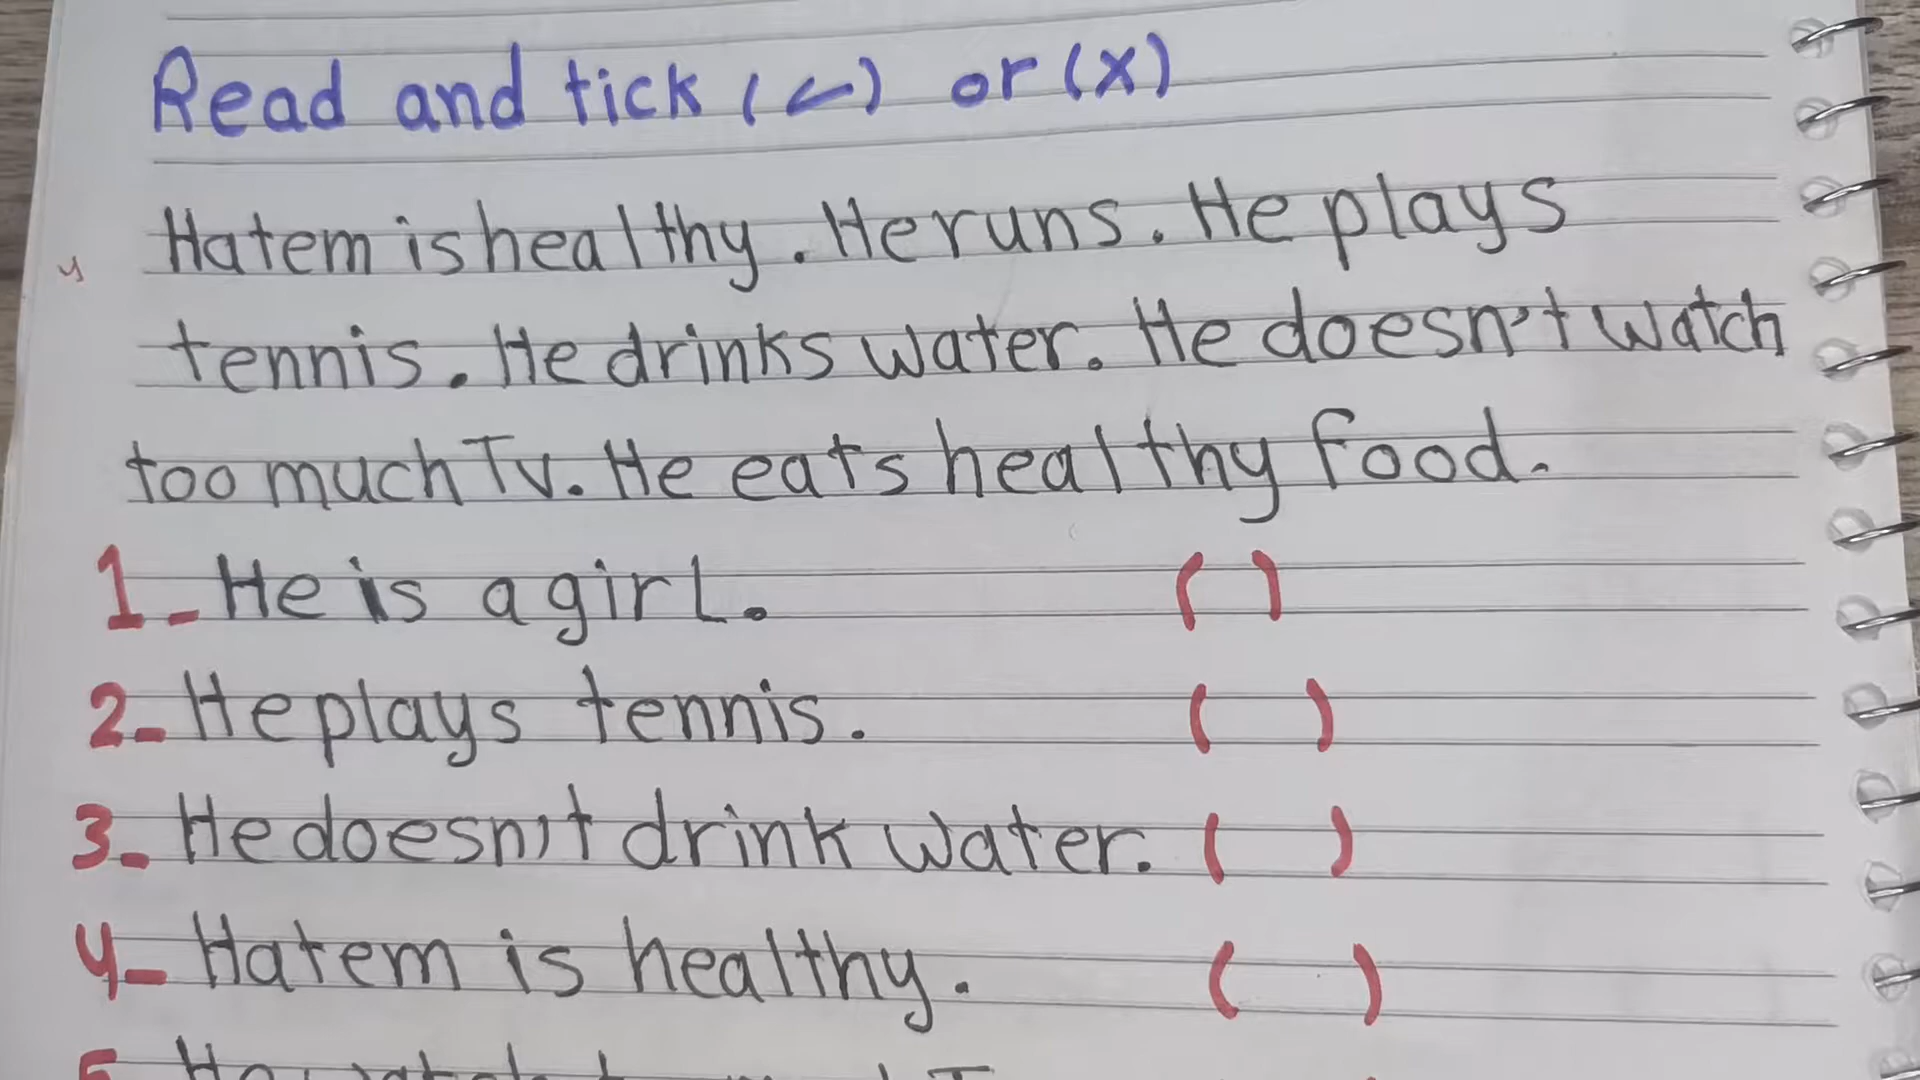 Read and tick (✓) or (x)
Hatem is healthy. He runs. He plays
tennis. He drinks water. He doesn't watch
too much Tv. He eats healthy food.
1- He is a girl. ( )
2- He plays tennis. ( )
3- He doesn't drink water. ( )
4- Hatem is healthy. ( )
5